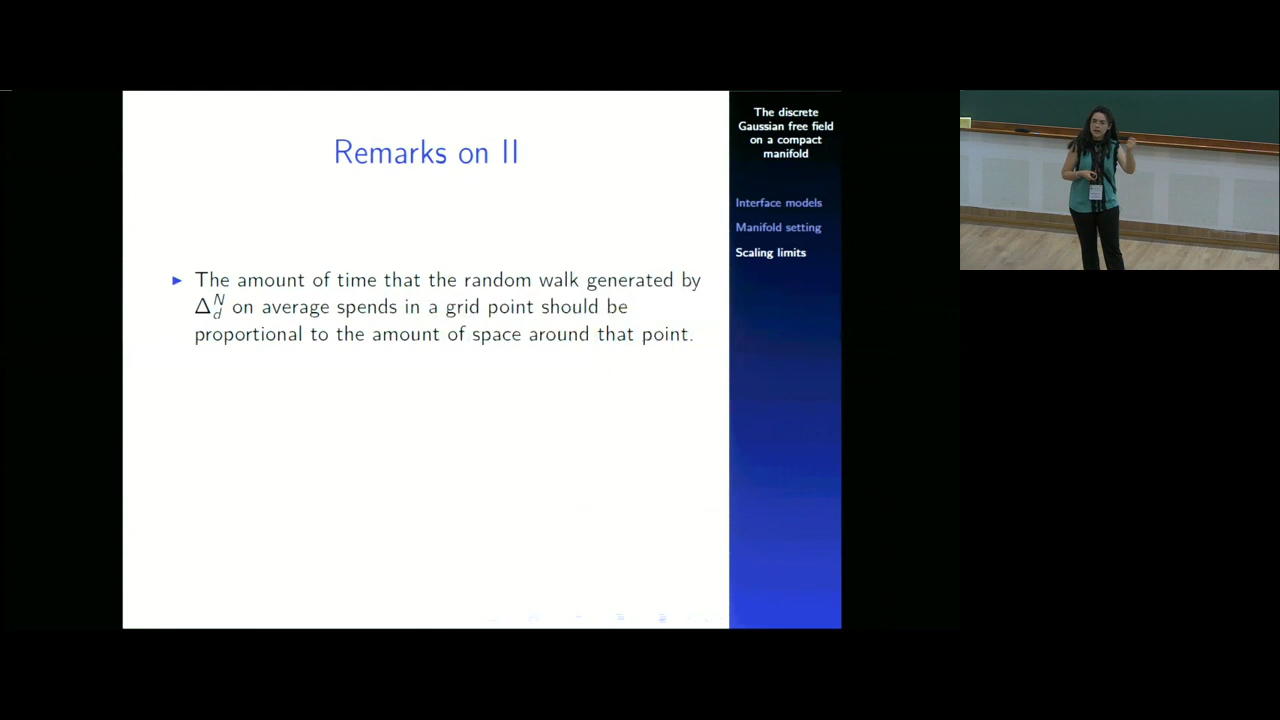 Remarks on II
▶ The amount of time that the random walk generated by
Δ_d^N on average spends in a grid point should be
proportional to the amount of space around that point.
The discrete
Gaussian free field
on a compact
manifold
Interface models
Manifold setting
Scaling limits